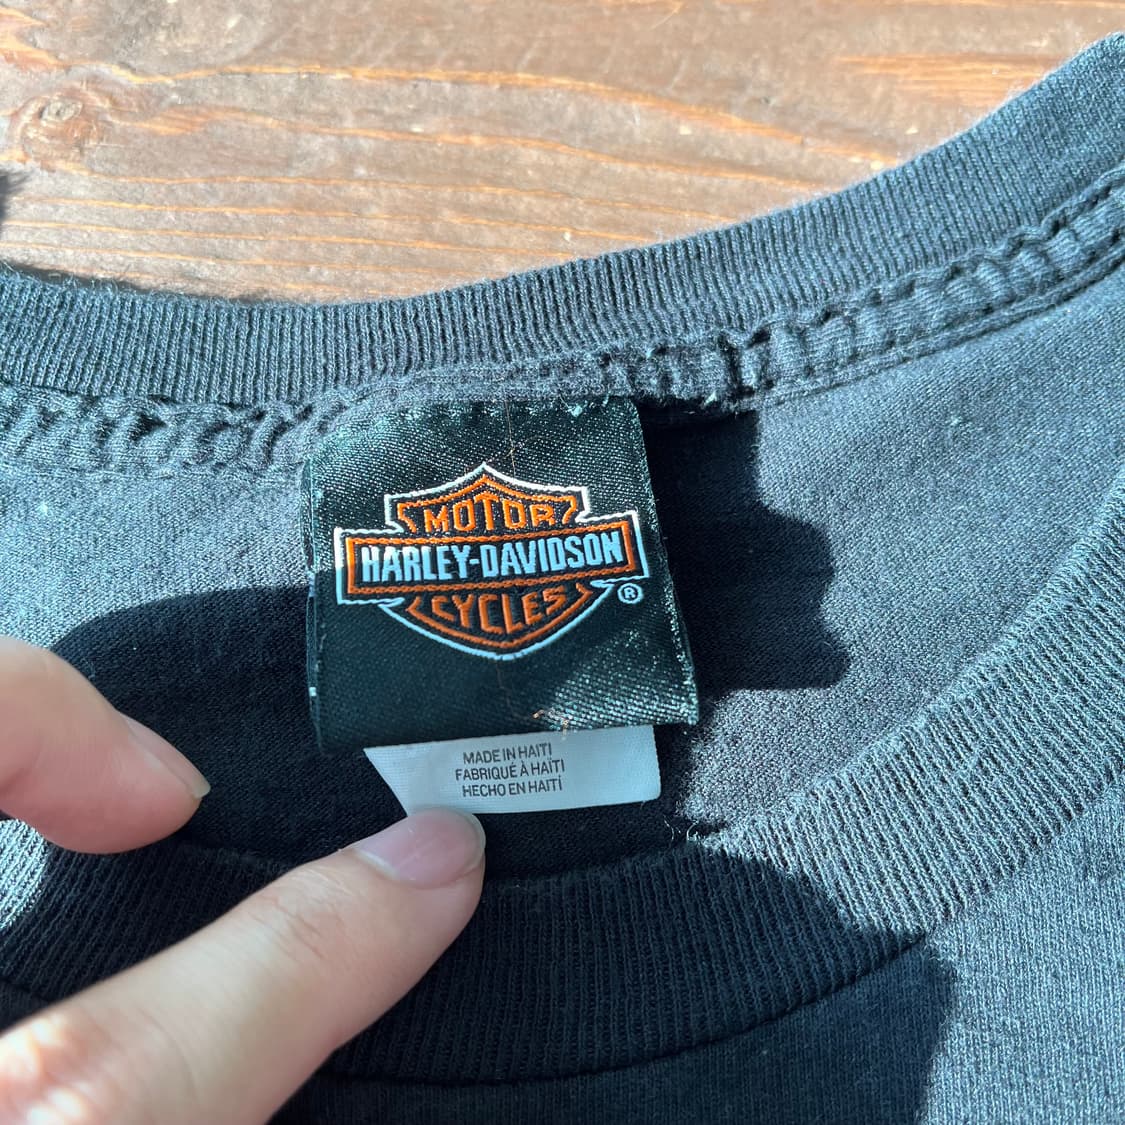 MOTOR
HARLEY-DAVIDSON
CYCLES
®
MADE IN HAITI
FABRIQUÉ À HAÏTI
HECHO EN HAITÍ